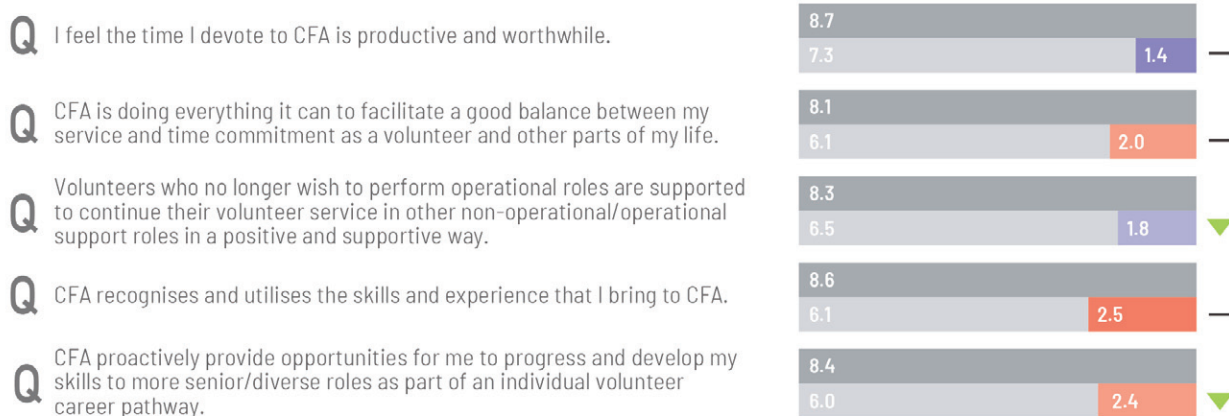 Q I feel the time I devote to CFA is productive and worthwhile.
8.7
7.3 1.4
Q CFA is doing everything it can to facilitate a good balance between my
service and time commitment as a volunteer and other parts of my life.
8.1
6.1 2.0
Q Volunteers who no longer wish to perform operational roles are supported
to continue their volunteer service in other non-operational/operational
support roles in a positive and supportive way.
8.3
6.5 1.8
Q CFA recognises and utilises the skills and experience that I bring to CFA.
8.6
6.1 2.5
Q CFA proactively provide opportunities for me to progress and develop my
skills to more senior/diverse roles as part of an individual volunteer
career pathway.
8.4
6.0 2.4